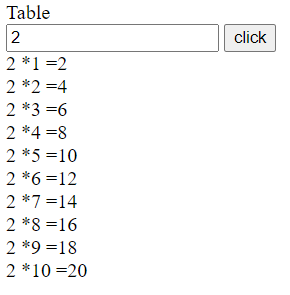 Table
2 click
2 *1 =2
2 *2 =4
2 *3 =6
2 *4 =8
2 *5 =10
2 *6 =12
2 *7 =14
2 *8 =16
2 *9 =18
2 *10 =20